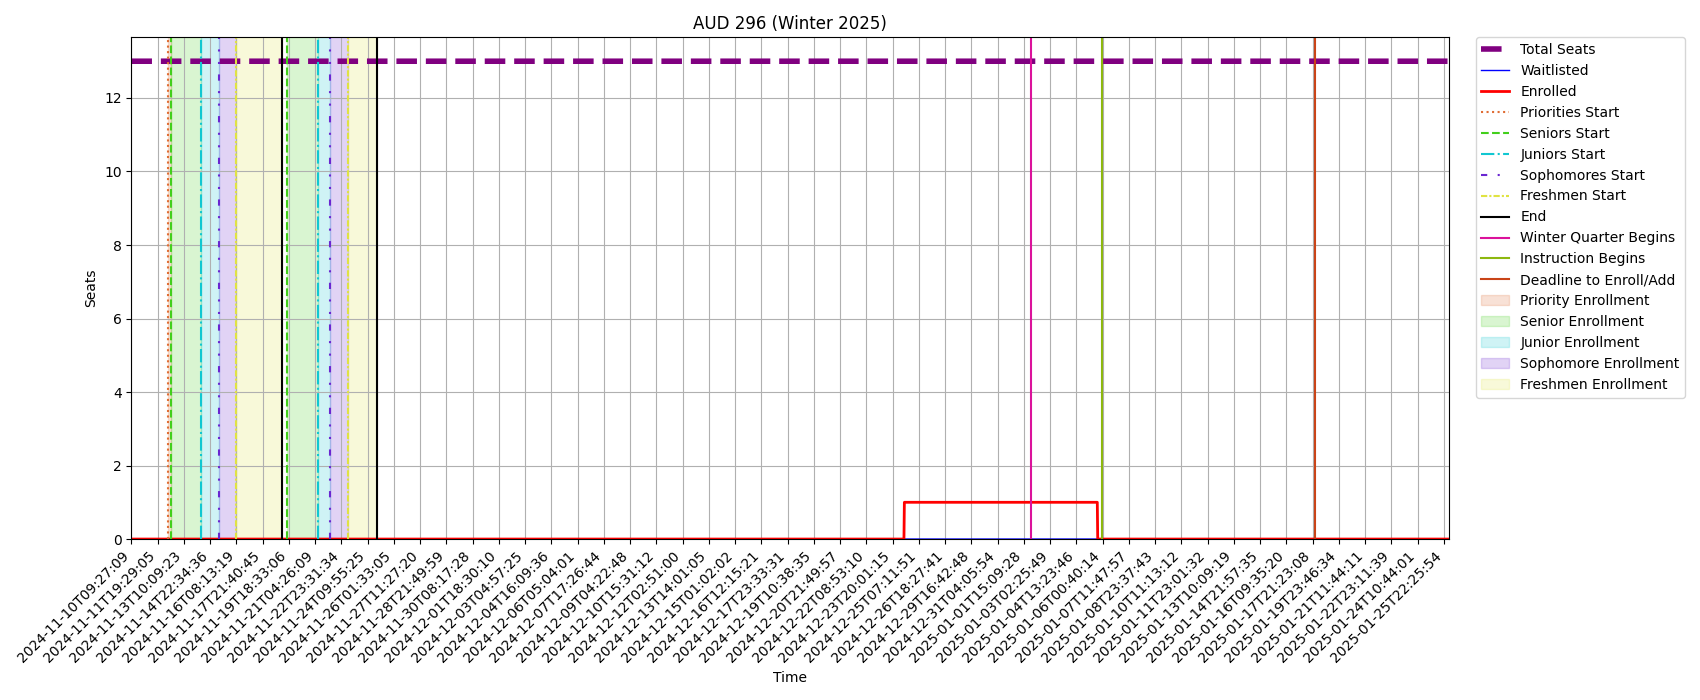 AUD 296 (Winter 2025)
Total Seats
Waitlisted
Enrolled
Priorities Start
Seniors Start
Juniors Start
Sophomores Start
Freshmen Start
End
Winter Quarter Begins
Instruction Begins
Deadline to Enroll/Add
Priority Enrollment
Senior Enrollment
Junior Enrollment
Sophomore Enrollment
Freshmen Enrollment
Seats
12
10
8
6
4
2
0
2024-11-10T09:27:09
2024-11-11T19:29:05
2024-11-13T10:09:23
2024-11-14T22:34:36
2024-11-16T08:13:19
2024-11-17T21:40:45
2024-11-19T18:33:06
2024-11-21T04:26:09
2024-11-22T23:31:34
2024-11-24T09:55:25
2024-11-26T01:33:05
2024-11-27T11:27:20
2024-11-28T21:49:59
2024-11-30T08:17:28
2024-12-01T18:30:10
2024-12-03T04:57:25
2024-12-04T16:09:36
2024-12-06T05:04:01
2024-12-07T17:26:44
2024-12-09T04:22:48
2024-12-10T15:31:12
2024-12-12T02:51:00
2024-12-13T14:01:05
2024-12-15T01:02:02
2024-12-16T12:15:21
2024-12-17T23:33:31
2024-12-19T10:38:35
2024-12-20T21:49:57
2024-12-22T08:53:10
2024-12-23T20:01:15
2024-12-25T07:11:51
2024-12-26T18:27:41
2024-12-29T16:42:48
2024-12-31T04:05:54
2025-01-01T15:09:28
2025-01-03T02:25:49
2025-01-04T13:23:46
2025-01-06T00:40:14
2025-01-07T11:47:57
2025-01-08T23:37:43
2025-01-10T11:13:12
2025-01-11T23:01:32
2025-01-13T10:09:19
2025-01-14T21:57:35
2025-01-16T09:35:20
2025-01-17T21:23:08
2025-01-19T23:46:34
2025-01-21T11:44:11
2025-01-22T23:11:39
2025-01-24T10:44:01
2025-01-25T22:25:54
Time